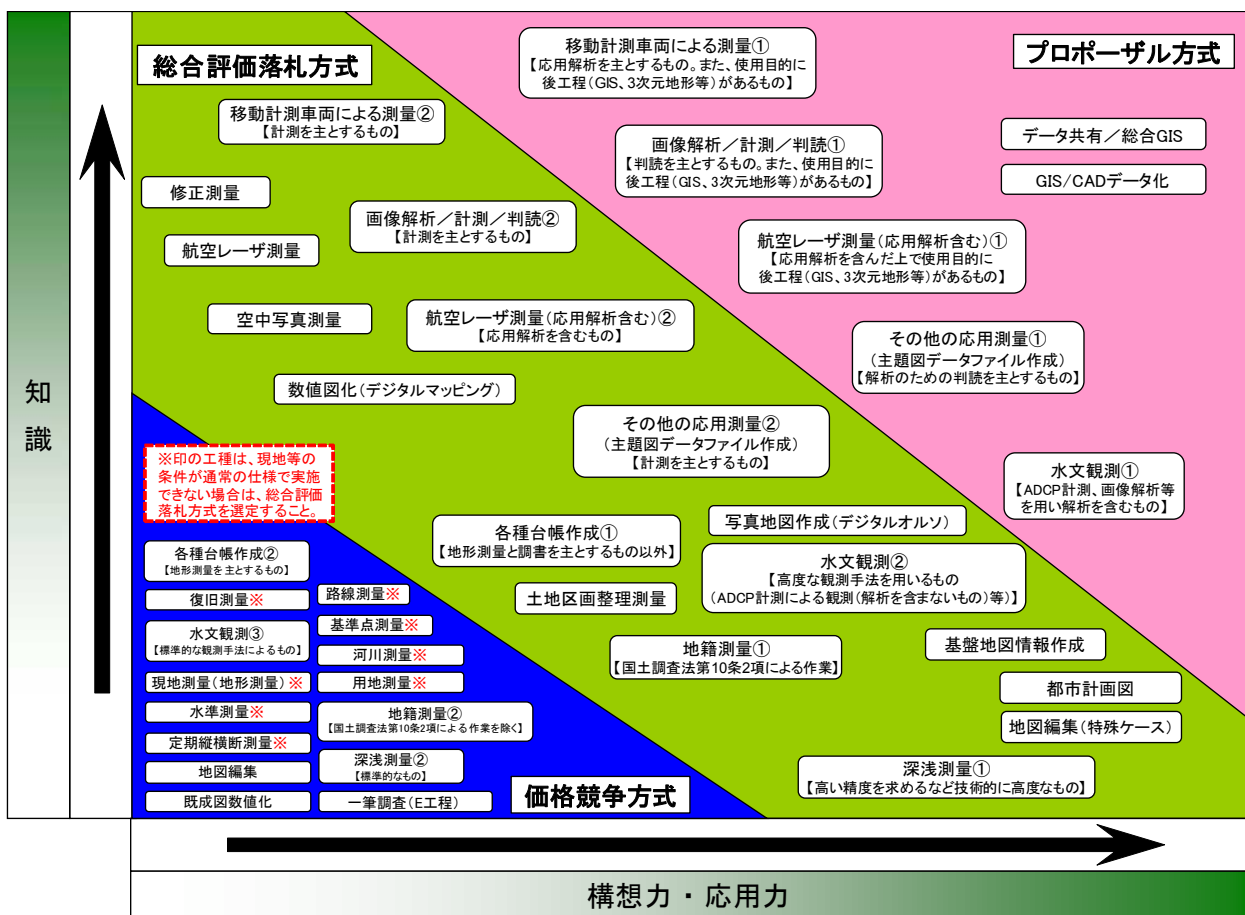 総合評価落札方式
プロポーザル方式
移動計測車両による測量①
【応用解析を主とするもの。また、使用目的に
後工程(GIS、3次元地形等)があるもの】
移動計測車両による測量②
【計測を主とするもの】
データ共有／総合GIS
画像解析／計測／判読①
【判読を主とするもの。また、使用目的に
後工程(GIS、3次元地形等)があるもの】
GIS/CADデータ化
修正測量
画像解析／計測／判読②
【計測を主とするもの】
航空レーザ測量
航空レーザ測量(応用解析含む)①
【応用解析を含んだ上で使用目的に
後工程(GIS、3次元地形等)があるもの】
空中写真測量
航空レーザ測量(応用解析含む)②
【応用解析を含むもの】
その他の応用測量①
(主題図データファイル作成)
【解析のための判読を主とするもの】
数値図化(デジタルマッピング)
その他の応用測量②
(主題図データファイル作成)
【計測を主とするもの】
知
識
※印の工種は、現地等の
条件が通常の仕様で実施
できない場合は、総合評価
落札方式を選定すること。
水文観測①
【ADCP計測、画像解析等
を用い解析を含むもの】
各種台帳作成①
【地形測量と調書を主とするもの以外】
写真地図作成(デジタルオルソ)
水文観測②
【高度な観測手法を用いるもの
(ADCP計測による観測(解析を含まないもの)等)】
土地区画整理測量
地籍測量①
【国土調査法第10条2項による作業】
基盤地図情報作成
都市計画図
地図編集(特殊ケース)
深浅測量①
【高い精度を求めるなど技術的に高度なもの】
各種台帳作成②
【地形測量を主とするもの】
復旧測量※
路線測量※
水文観測③
【標準的な観測手法によるもの】
基準点測量※
河川測量※
現地測量(地形測量)※
用地測量※
水準測量※
地籍測量②
【国土調査法第10条2項による作業を除く】
定期縦横断測量※
地図編集
深浅測量②
【標準的なもの】
既成図数値化
一筆調査(E工程)
価格競争方式
構想力・応用力